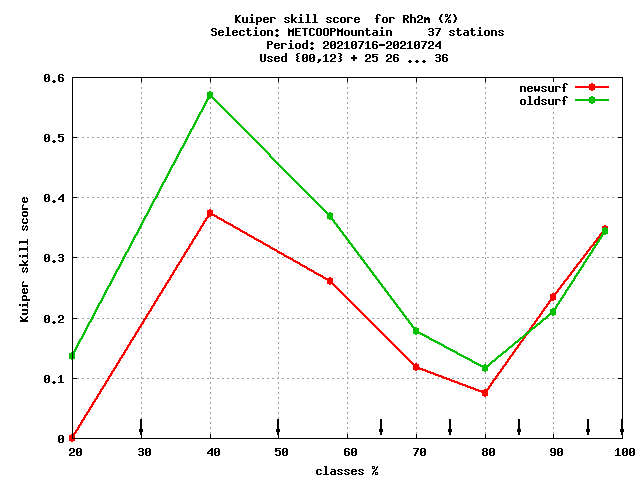 Kuiper skill score  for Rh2m (%)
Selection: METCOOPMountain     37 stations
Period: 20210716-20210724
Used {00,12} + 25 26 ... 36
newsurf
oldsurf
0.6
0.5
0.4
0.3
0.2
0.1
0
Kuiper skill score
20 30 40 50 60 70 80 90 100
classes %